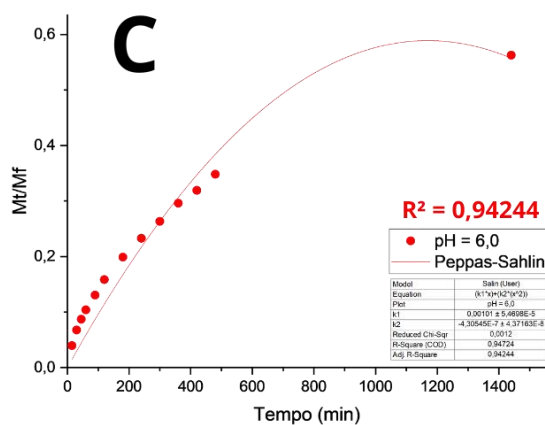 C
0,6
0,4
0,2
0,0
Mt/Mf
0 200 400 600 800 1000 1200 1400
Tempo (min)
R² = 0,94244
pH = 6,0
Peppas-Sahlin
Model Salin (User)
Equation (k1*x)+(k2*(x^2))
Plot pH = 6,0
k1 0,00101 ± 5,4698E-5
k2 -4,30545E-7 ± 4,37163E-8
Reduced Chi-Sqr 0,0012
R-Square (COD) 0,94724
Adj. R-Square 0,94244